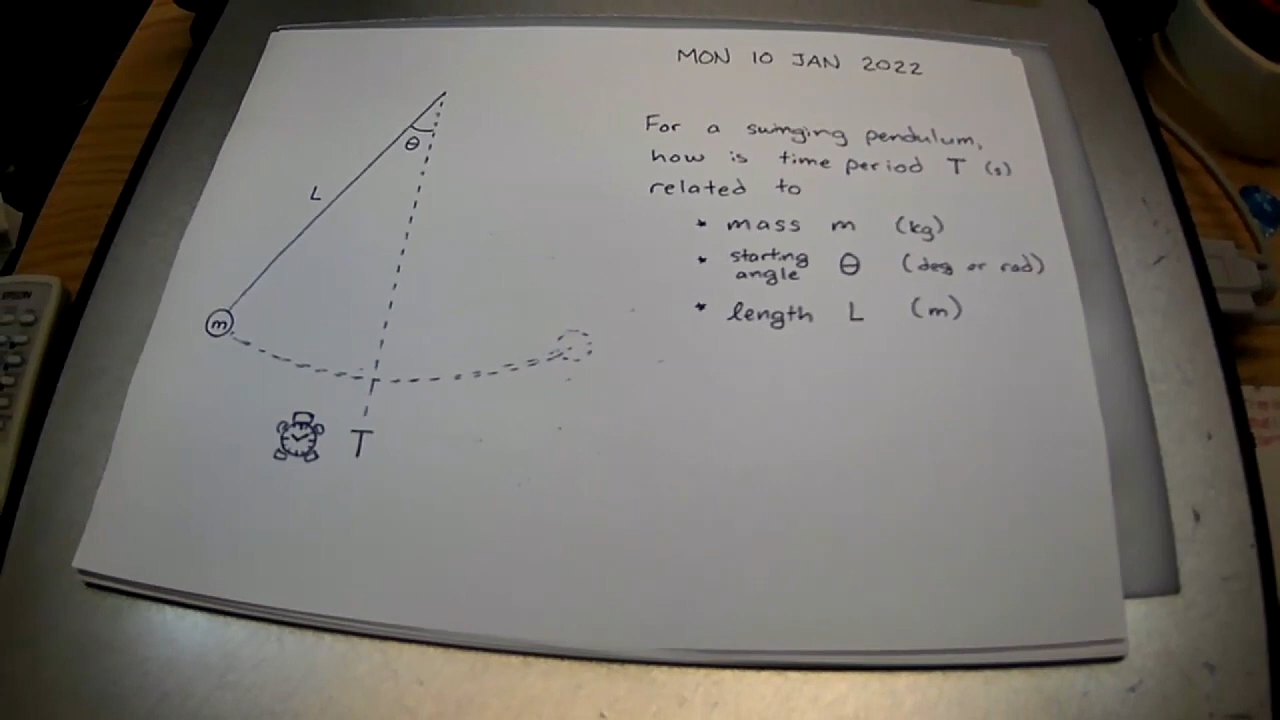 MON 10 JAN 2022
For a swinging pendulum,
how is time period T (s)
related to
* mass m (kg)
* starting angle θ (deg or rad)
* length L (m)
θ
L
m
T
EPSON